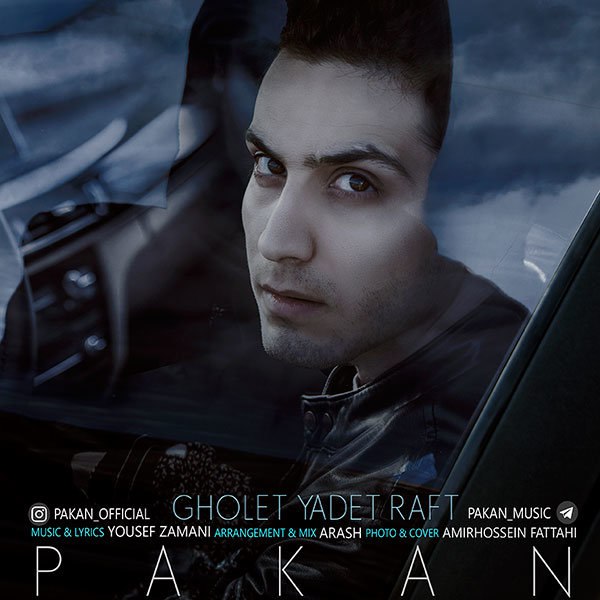 PAKAN_OFFICIAL GHOLET YADET RAFT PAKAN_MUSIC
MUSIC & LYRICS YOUSEF ZAMANI ARRANGEMENT & MIX ARASH PHOTO & COVER AMIRHOSSEIN FATTAHI
PAKAN